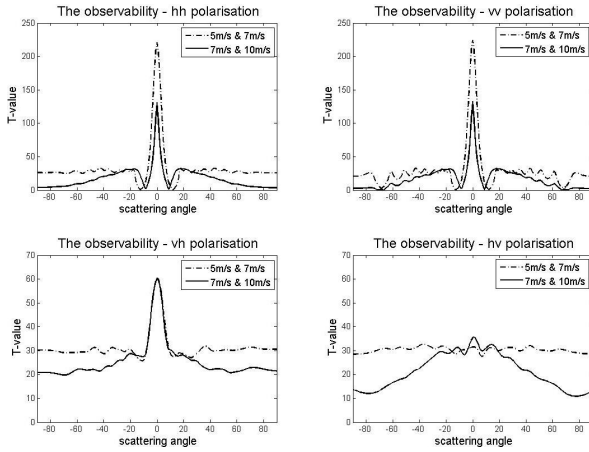 The observability - hh polarisation
250
200
150
100
50
0
T-value
5m/s & 7m/s
7m/s & 10m/s
-80 -60 -40 -20 0 20 40 60 80
scattering angle
The observability - vv polarisation
250
200
150
100
50
0
T-value
5m/s & 7m/s
7m/s & 10m/s
-80 -60 -40 -20 0 20 40 60 80
scattering angle
The observability - vh polarisation
70
60
50
40
30
20
10
0
T-value
5m/s & 7m/s
7m/s & 10m/s
-80 -60 -40 -20 0 20 40 60 80
scattering angle
The observability - hv polarisation
70
60
50
40
30
20
10
0
T-value
5m/s & 7m/s
7m/s & 10m/s
-80 -60 -40 -20 0 20 40 60 80
scattering angle